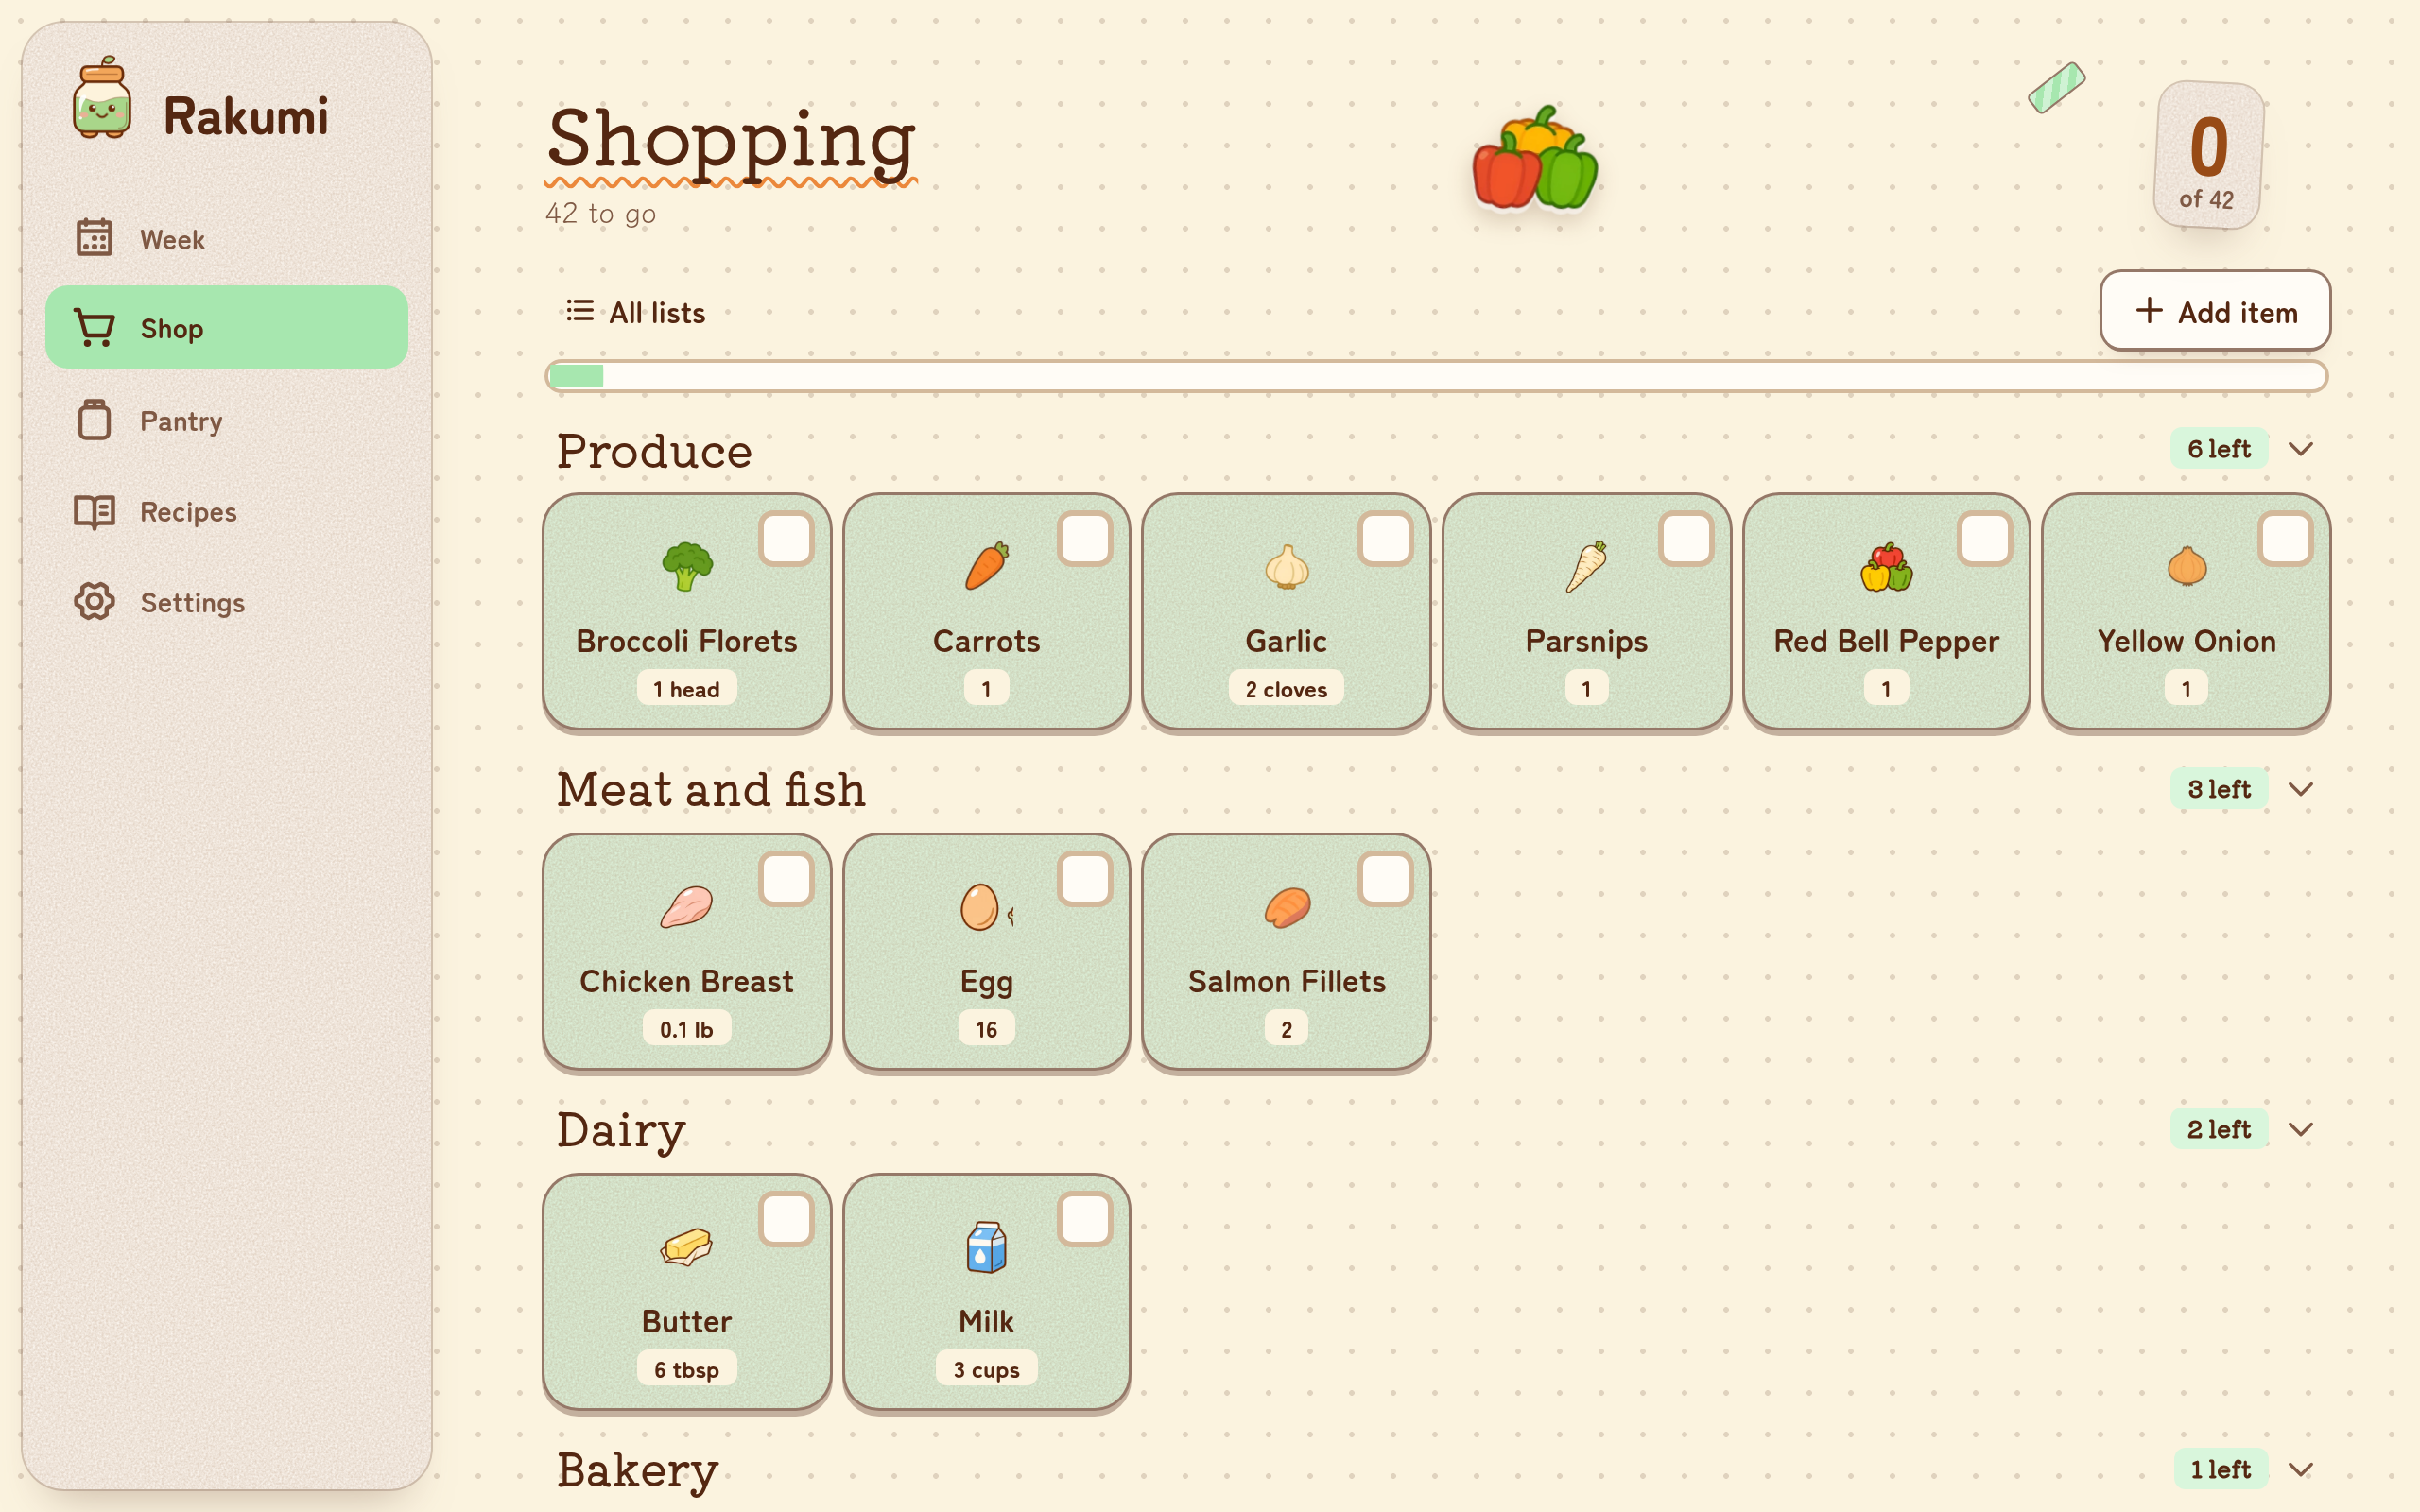 Rakumi
Week
Shop
Pantry
Recipes
Settings
Shopping
42 to go
0
of 42
All lists
Add item
Produce
6 left
Broccoli Florets
1 head
Carrots
1
Garlic
2 cloves
Parsnips
1
Red Bell Pepper
1
Yellow Onion
1
Meat and fish
3 left
Chicken Breast
0.1 lb
Egg
16
Salmon Fillets
2
Dairy
2 left
Butter
6 tbsp
Milk
3 cups
Bakery
1 left